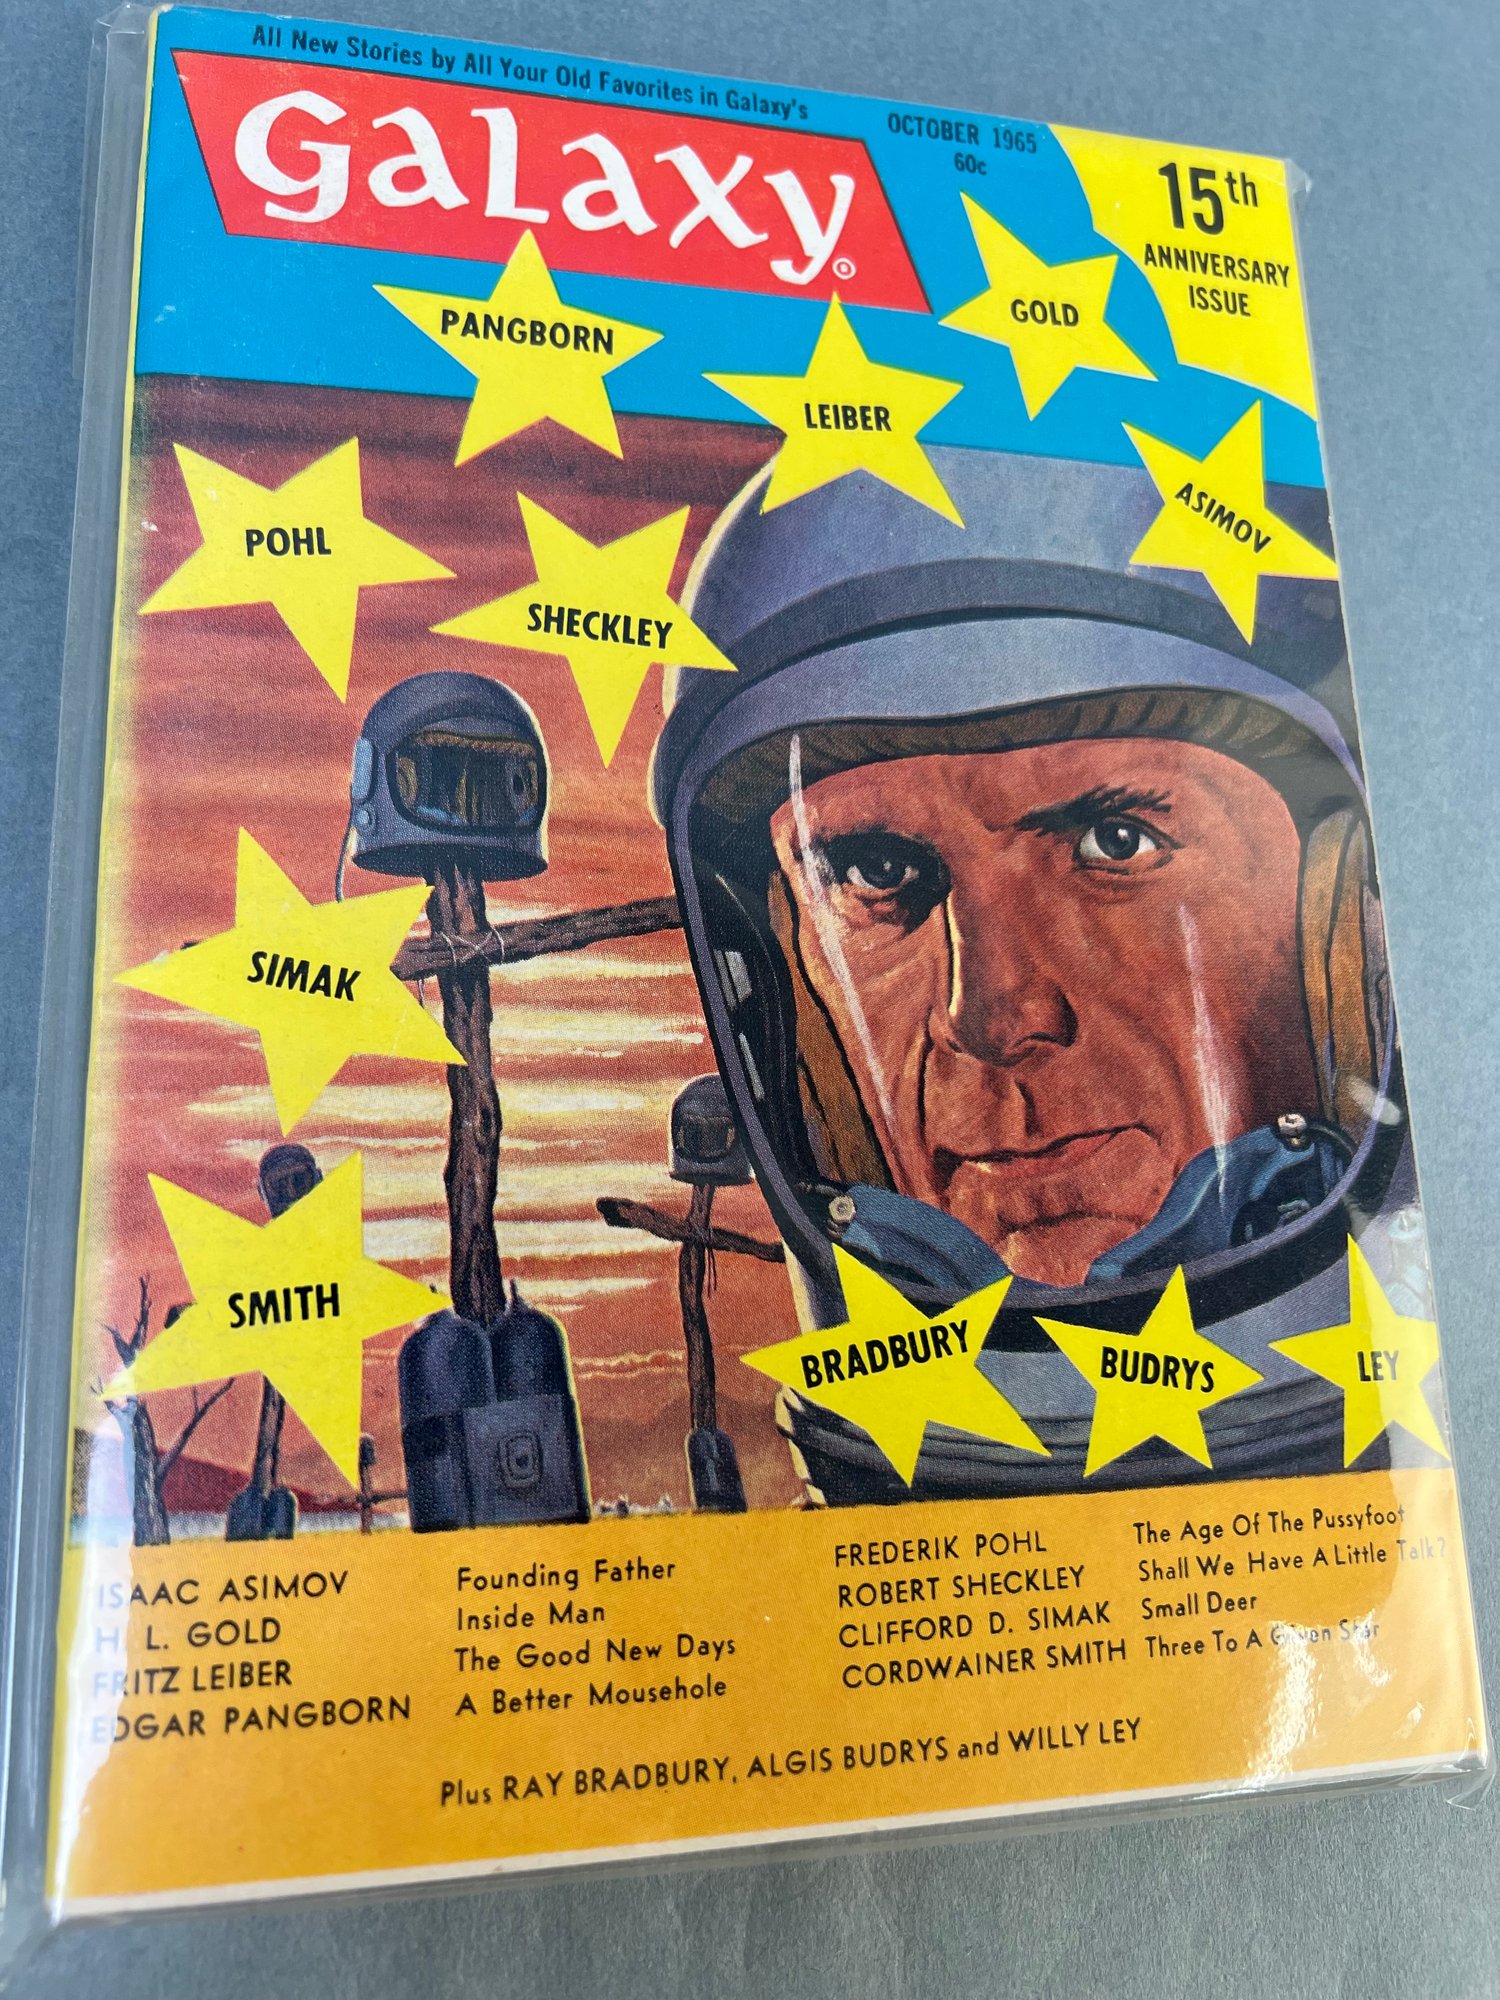 All New Stories by All Your Old Favorites in Galaxy's
Galaxy®
OCTOBER 1965
60c
15th
ANNIVERSARY
ISSUE
PANGBORN
LEIBER
GOLD
ASIMOV
POHL
SHECKLEY
SIMAK
SMITH
BRADBURY
BUDRYS
LEY
ISAAC ASIMOV Founding Father
H. L. GOLD Inside Man
FRITZ LEIBER The Good New Days
EDGAR PANGBORN A Better Mousehole
FREDERIK POHL The Age Of The Pussyfoot
ROBERT SHECKLEY Shall We Have A Little Talk?
CLIFFORD D. SIMAK Small Deer
CORDWAINER SMITH Three To A Given Star
Plus RAY BRADBURY, ALGIS BUDRYS and WILLY LEY